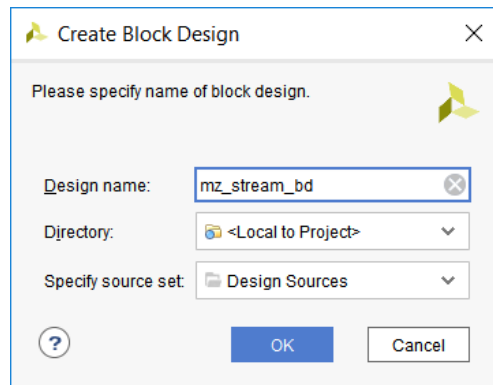 Create Block Design
Please specify name of block design.
Design name: mz_stream_bd
Directory: <Local to Project>
Specify source set: Design Sources
? OK Cancel